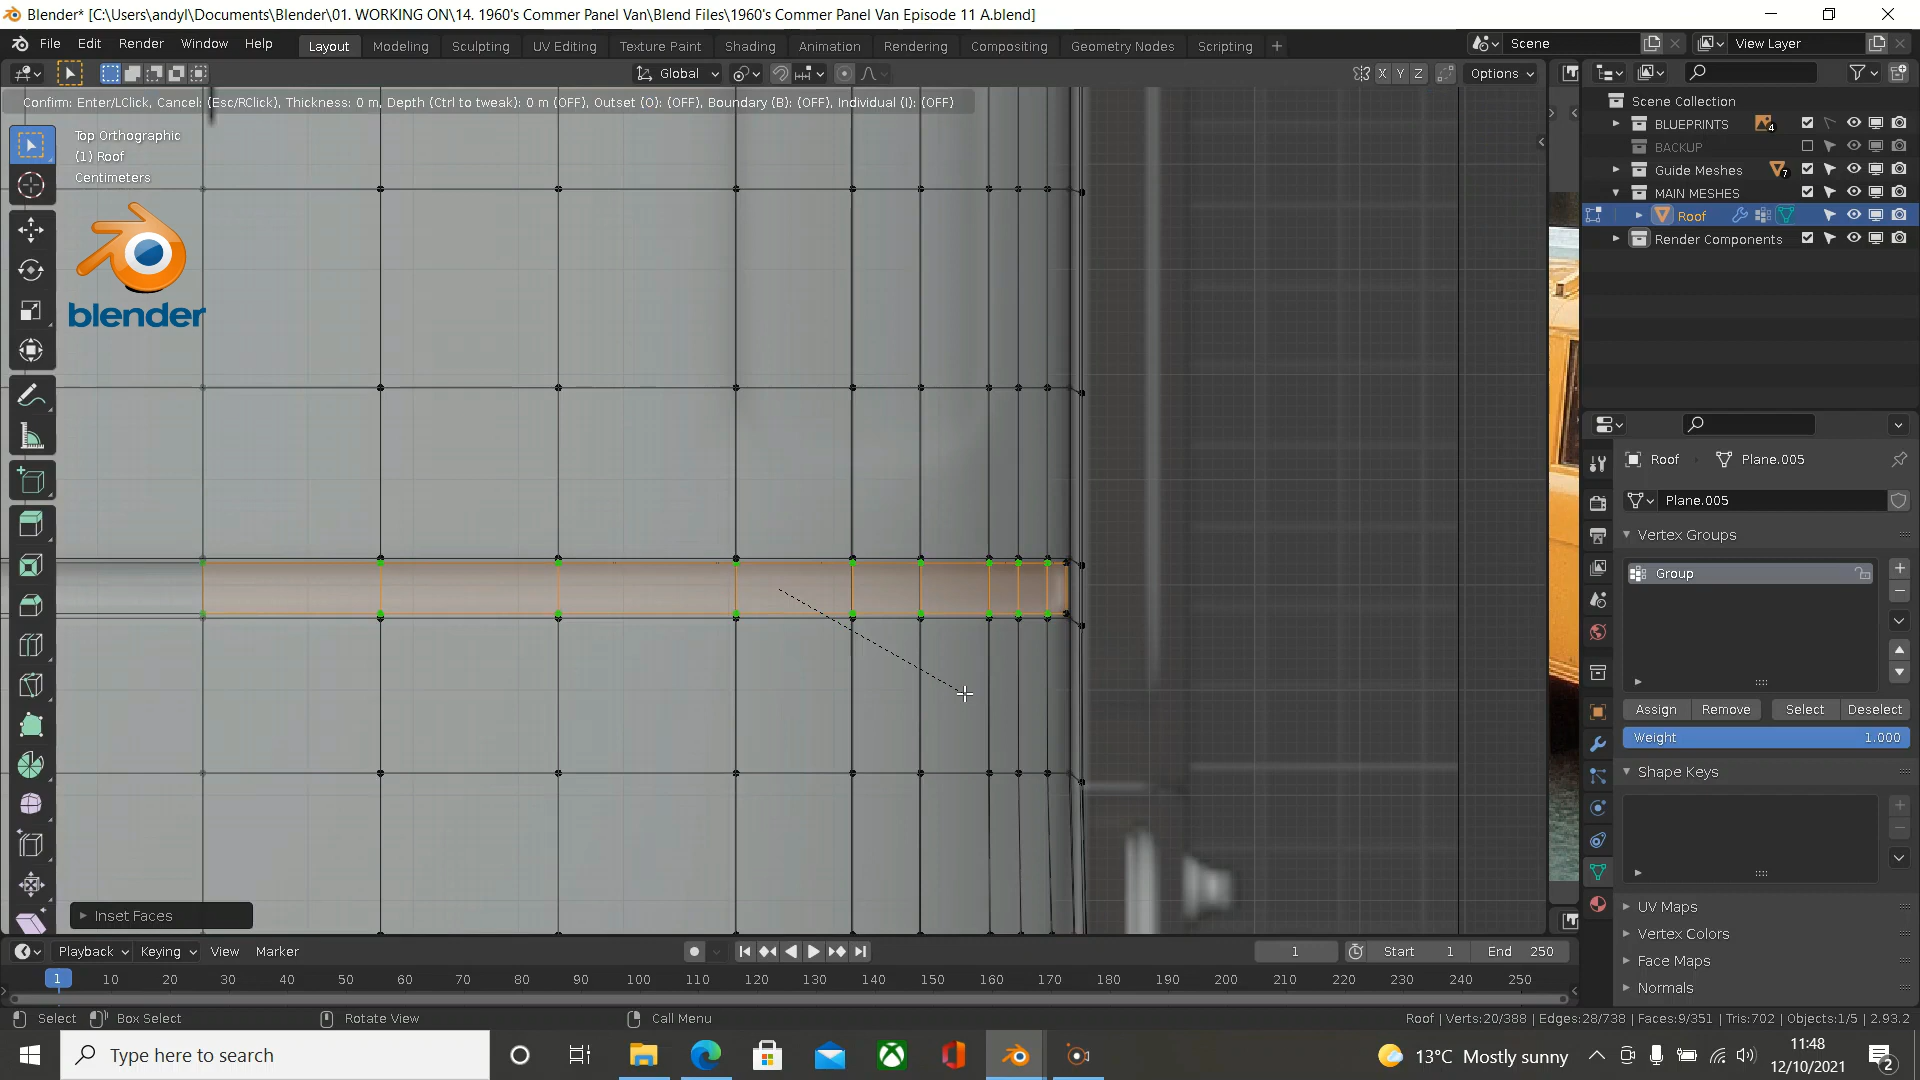 Blender* [C:\Users\andyl\Documents\Blender\01. WORKING ON\14. 1960's Commer Panel Van\Blend Files\1960's Commer Panel Van Episode 11 A.blend]
File Edit Render Window Help Layout Modeling Sculpting UV Editing Texture Paint Shading Animation Rendering Compositing Geometry Nodes Scripting + Scene View Layer
Global X Y Z Options
Confirm: Enter/LClick, Cancel: (Esc/RClick), Thickness: 0 m, Depth (Ctrl to tweak): 0 m (OFF), Outset (O): (OFF), Boundary (B): (OFF), Individual (I): (OFF)
Top Orthographic
(1) Roof
Centimeters
blender
Inset Faces
Scene Collection
BLUEPRINTS 4
BACKUP
Guide Meshes 7
MAIN MESHES
Roof
Render Components
Roof Plane.005
Plane.005
Vertex Groups
Group
Assign Remove Select Deselect
Weight 1.000
Shape Keys
UV Maps
Vertex Colors
Face Maps
Normals
Playback Keying View Marker 1 Start 1 End 250
1 10 20 30 40 50 60 70 80 90 100 110 120 130 140 150 160 170 180 190 200 210 220 230 240 250
Select Box Select Rotate View Call Menu Roof | Verts:20/388 | Edges:28/738 | Faces:9/351 | Tris:702 | Objects:1/5 | 2.93.2
Type here to search 13°C Mostly sunny 11:48
12/10/2021 2